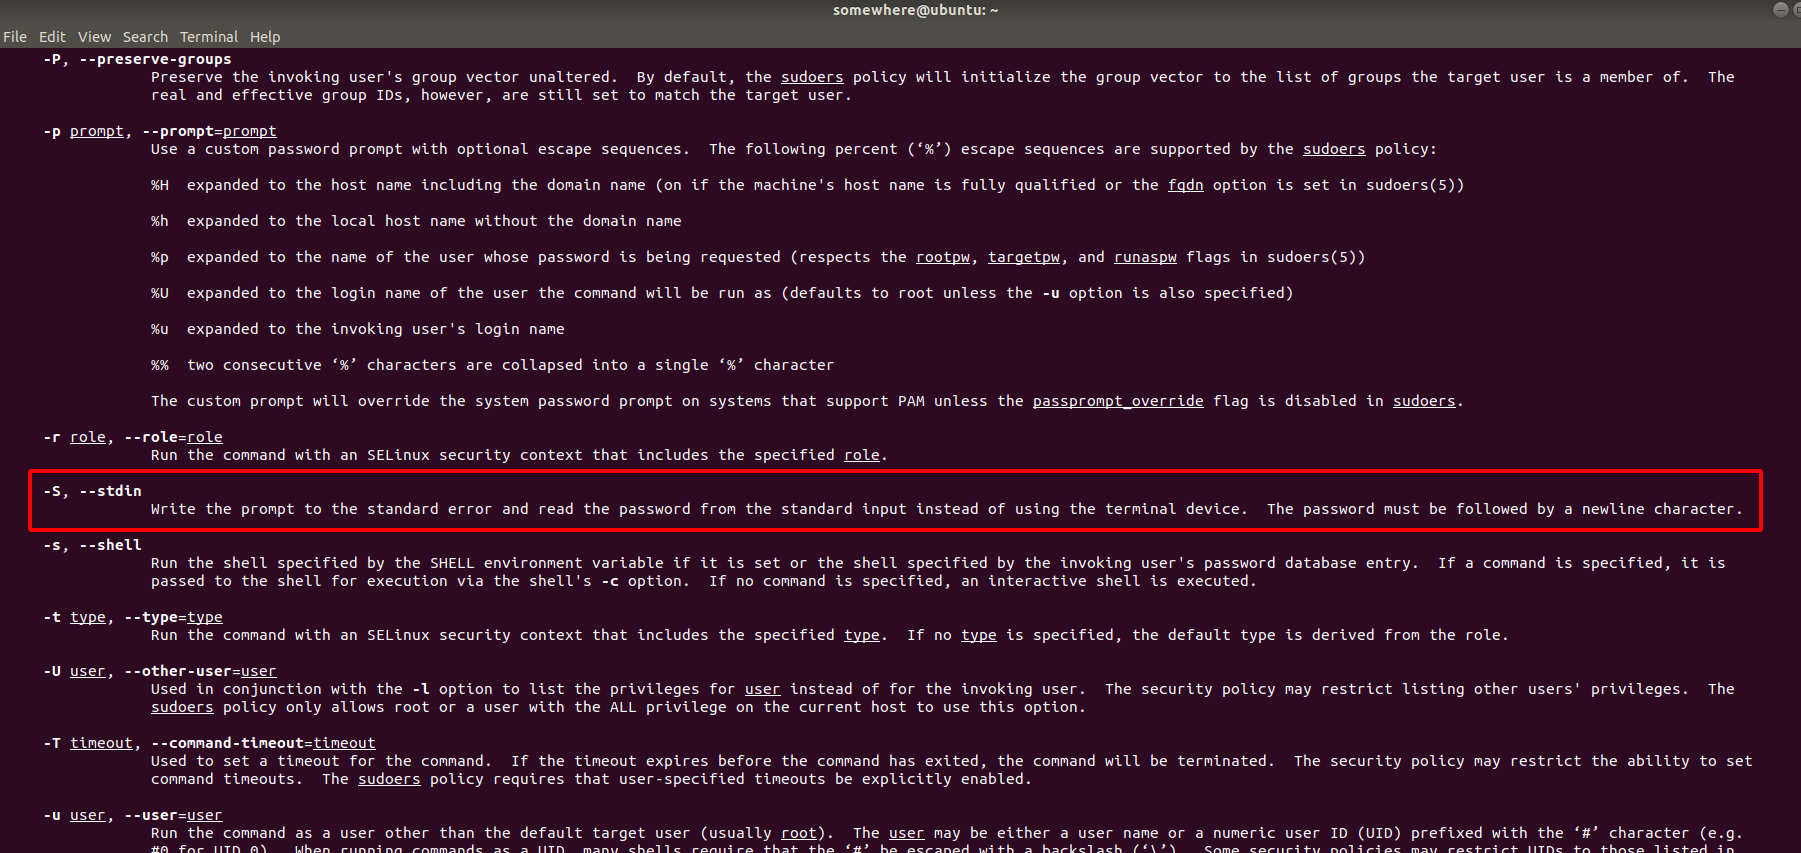 somewhere@ubuntu: ~
File Edit View Search Terminal Help
-P, --preserve-groups
Preserve the invoking user's group vector unaltered. By default, the sudoers policy will initialize the group vector to the list of groups the target user is a member of. The
real and effective group IDs, however, are still set to match the target user.
-p prompt, --prompt=prompt
Use a custom password prompt with optional escape sequences. The following percent (‘%’) escape sequences are supported by the sudoers policy:
%H expanded to the host name including the domain name (on if the machine's host name is fully qualified or the fqdn option is set in sudoers(5))
%h expanded to the local host name without the domain name
%p expanded to the name of the user whose password is being requested (respects the rootpw, targetpw, and runaspw flags in sudoers(5))
%U expanded to the login name of the user the command will be run as (defaults to root unless the -u option is also specified)
%u expanded to the invoking user's login name
%% two consecutive ‘%’ characters are collapsed into a single ‘%’ character
The custom prompt will override the system password prompt on systems that support PAM unless the passprompt_override flag is disabled in sudoers.
-r role, --role=role
Run the command with an SELinux security context that includes the specified role.
-S, --stdin
Write the prompt to the standard error and read the password from the standard input instead of using the terminal device. The password must be followed by a newline character.
-s, --shell
Run the shell specified by the SHELL environment variable if it is set or the shell specified by the invoking user's password database entry. If a command is specified, it is
passed to the shell for execution via the shell's -c option. If no command is specified, an interactive shell is executed.
-t type, --type=type
Run the command with an SELinux security context that includes the specified type. If no type is specified, the default type is derived from the role.
-U user, --other-user=user
Used in conjunction with the -l option to list the privileges for user instead of for the invoking user. The security policy may restrict listing other users' privileges. The
sudoers policy only allows root or a user with the ALL privilege on the current host to use this option.
-T timeout, --command-timeout=timeout
Used to set a timeout for the command. If the timeout expires before the command has exited, the command will be terminated. The security policy may restrict the ability to set
command timeouts. The sudoers policy requires that user-specified timeouts be explicitly enabled.
-u user, --user=user
Run the command as a user other than the default target user (usually root). The user may be either a user name or a numeric user ID (UID) prefixed with the ‘#’ character (e.g.
#0 for UID 0). When running commands as a UID, many shells require that the ‘#’ be escaped with a backslash (‘\’). Some security policies may restrict UIDs to those listed in